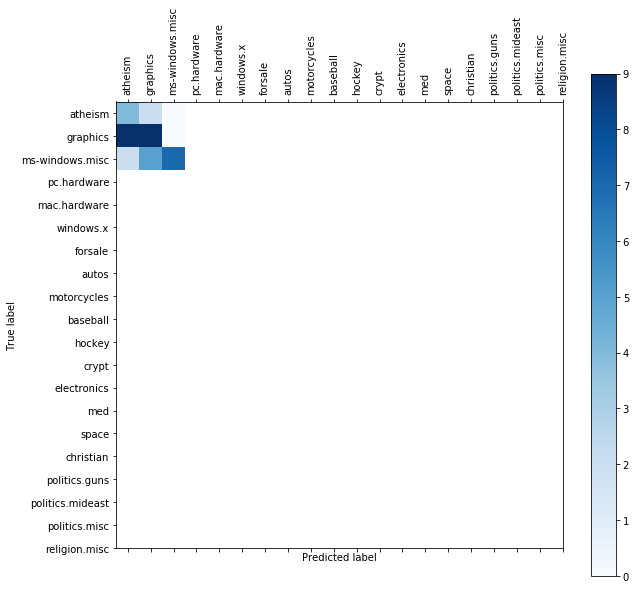 atheism
graphics
ms-windows.misc
pc.hardware
mac.hardware
windows.x
forsale
autos
motorcycles
baseball
hockey
crypt
electronics
med
space
christian
politics.guns
politics.mideast
politics.misc
religion.misc
atheism
graphics
ms-windows.misc
pc.hardware
mac.hardware
windows.x
forsale
autos
motorcycles
baseball
hockey
crypt
electronics
med
space
christian
politics.guns
politics.mideast
politics.misc
religion.misc
True label
Predicted label
9
8
7
6
5
4
3
2
1
0